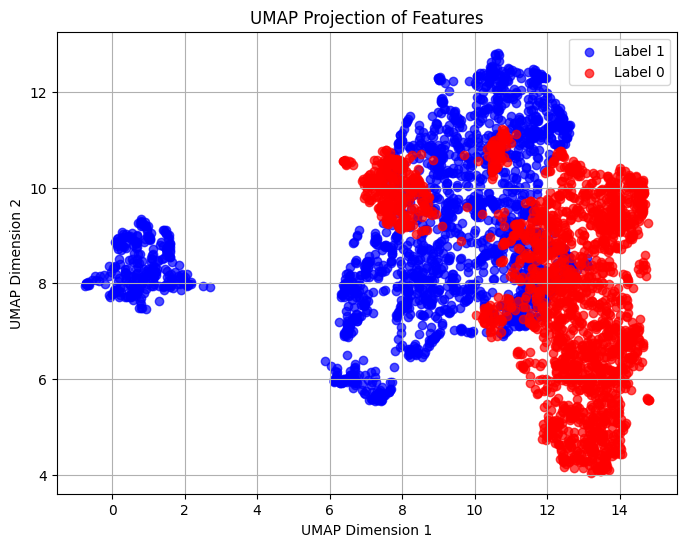 UMAP Projection of Features
Label 1
Label 0
UMAP Dimension 2
12
10
8
6
4
0
2
4
6
8
10
12
14
UMAP Dimension 1